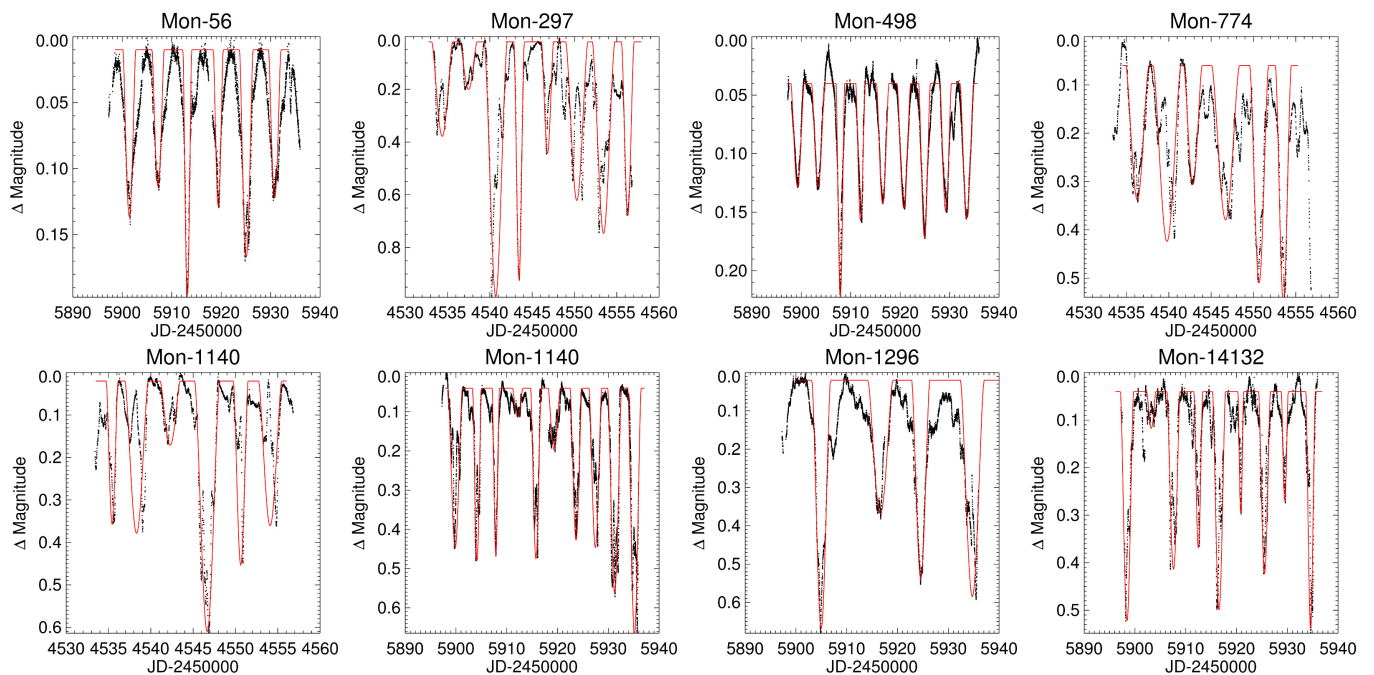 Mon-56 Mon-297 Mon-498 Mon-774
0.00 0.05 0.10 0.15
Δ Magnitude
5890 5900 5910 5920 5930 5940
JD-2450000
0.0 0.2 0.4 0.6 0.8
Δ Magnitude
4530 4535 4540 4545 4550 4555 4560
JD-2450000
0.00 0.05 0.10 0.15 0.20
Δ Magnitude
5890 5900 5910 5920 5930 5940
JD-2450000
0.0 0.1 0.2 0.3 0.4 0.5
Δ Magnitude
4530 4535 4540 4545 4550 4555 4560
JD-2450000
Mon-1140 Mon-1140 Mon-1296 Mon-14132
0.0 0.1 0.2 0.3 0.4 0.5 0.6
Δ Magnitude
4530 4535 4540 4545 4550 4555 4560
JD-2450000
0.0 0.1 0.2 0.3 0.4 0.5 0.6
Δ Magnitude
5890 5900 5910 5920 5930 5940
JD-2450000
0.0 0.1 0.2 0.3 0.4 0.5 0.6
Δ Magnitude
5890 5900 5910 5920 5930 5940
JD-2450000
0.0 0.1 0.2 0.3 0.4 0.5
Δ Magnitude
5890 5900 5910 5920 5930 5940
JD-2450000